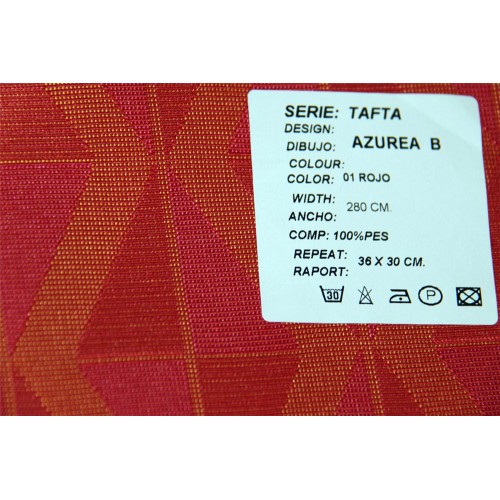 SERIE: TAFTA
DESIGN:
DIBUJO: AZUREA B
COLOUR:
COLOR: 01 ROJO
WIDTH: 280 CM.
ANCHO:
COMP: 100%PES
REPEAT: 36 X 30 CM.
RAPORT:
30 P